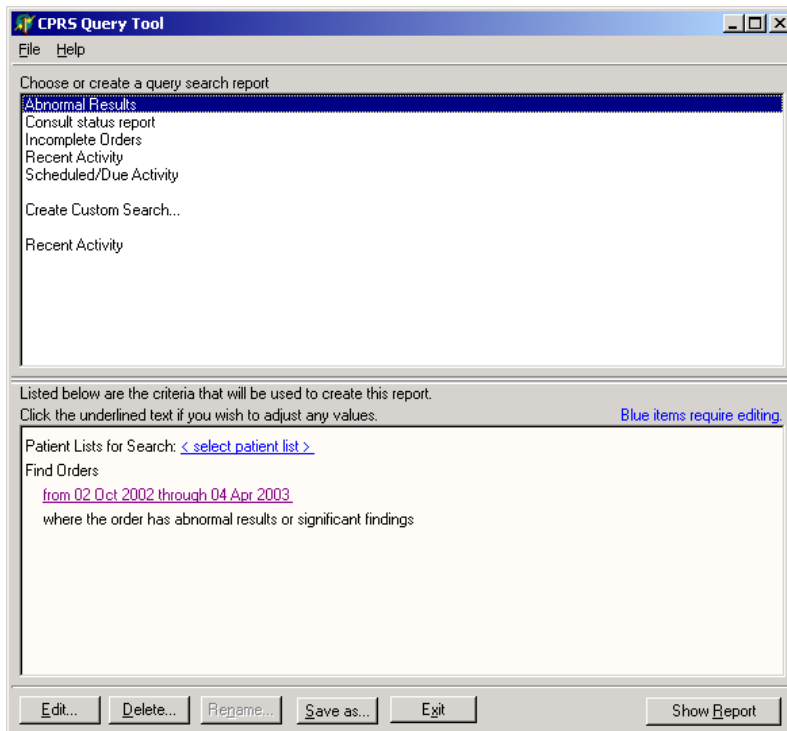 CPRS Query Tool
File Help
Choose or create a query search report
Abnormal Results
Consult status report
Incomplete Orders
Recent Activity
Scheduled/Due Activity
Create Custom Search...
Recent Activity
Listed below are the criteria that will be used to create this report.
Click the underlined text if you wish to adjust any values. Blue items require editing.
Patient Lists for Search: < select patient list >
Find Orders
from 02 Oct 2002 through 04 Apr 2003
where the order has abnormal results or significant findings
Edit... Delete... Rename... Save as... Exit Show Report